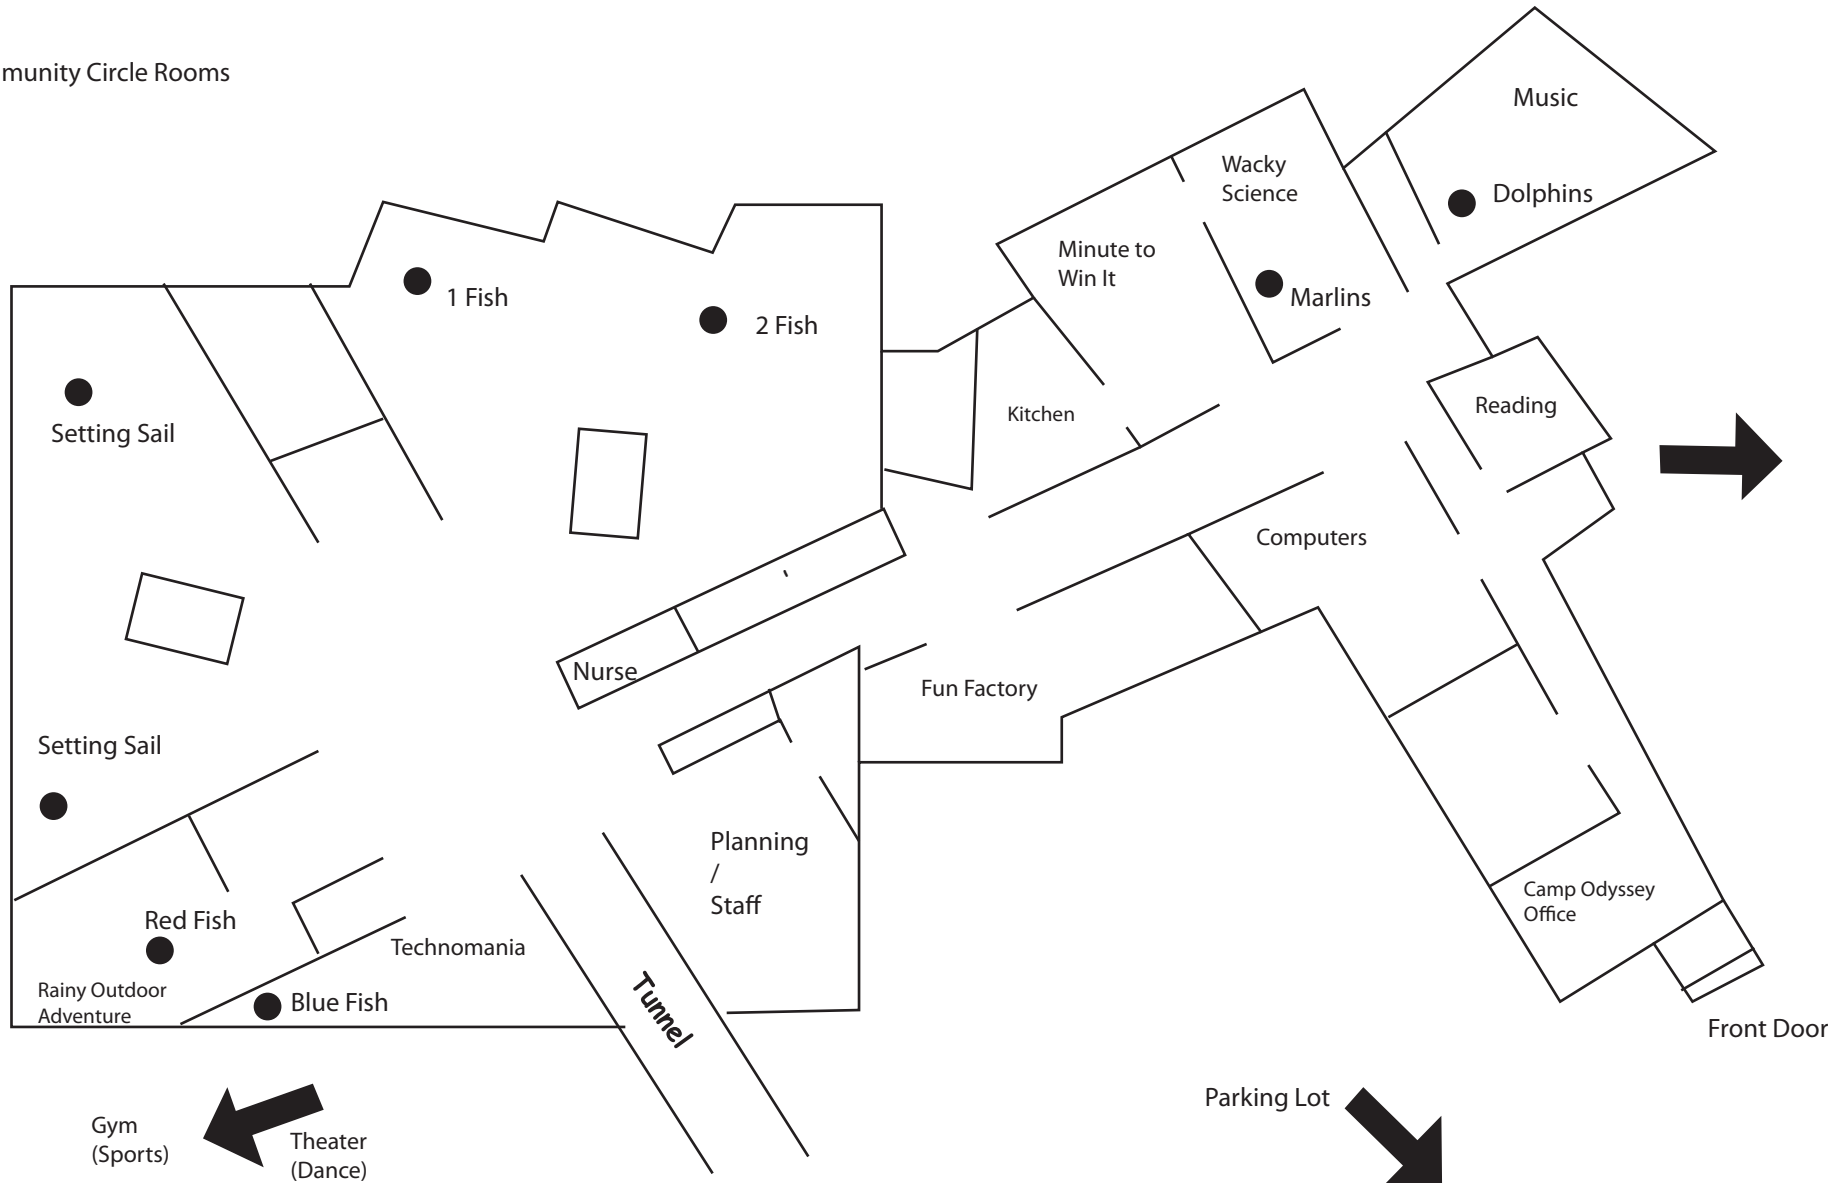 munity Circle Rooms
Music
Wacky
Science
Dolphins
Minute to
Win It
Marlins
1 Fish
2 Fish
Setting Sail
Kitchen
Reading
Computers
Nurse
Fun Factory
Setting Sail
Planning
/
Staff
Camp Odyssey
Office
Red Fish
Technomania
Rainy Outdoor
Adventure
Blue Fish
Tunnel
Front Door
Parking Lot
Gym
(Sports)
Theater
(Dance)